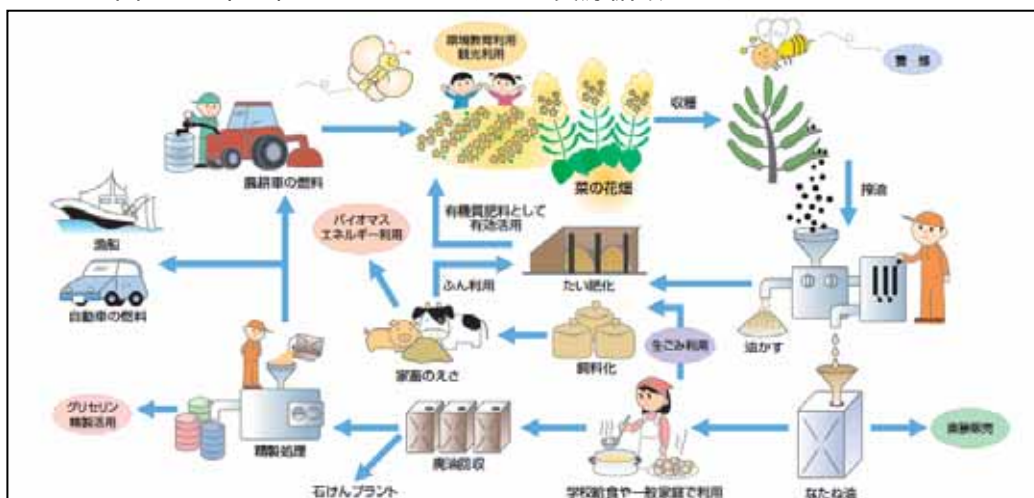 環境教育利用
観光利用
養蜂
収穫
農耕車の燃料
菜の花畑
搾油
バイオマス
エネルギー利用
有機質肥料として
有効活用
漁船
ふん利用
たい肥化
自動車の燃料
油かす
生ごみ利用
家畜のえさ
飼料化
グリセリン
精製活用
精製処理
廃油回収
直販販売
石けんプラント
学校給食や一般家庭で利用
なたね油